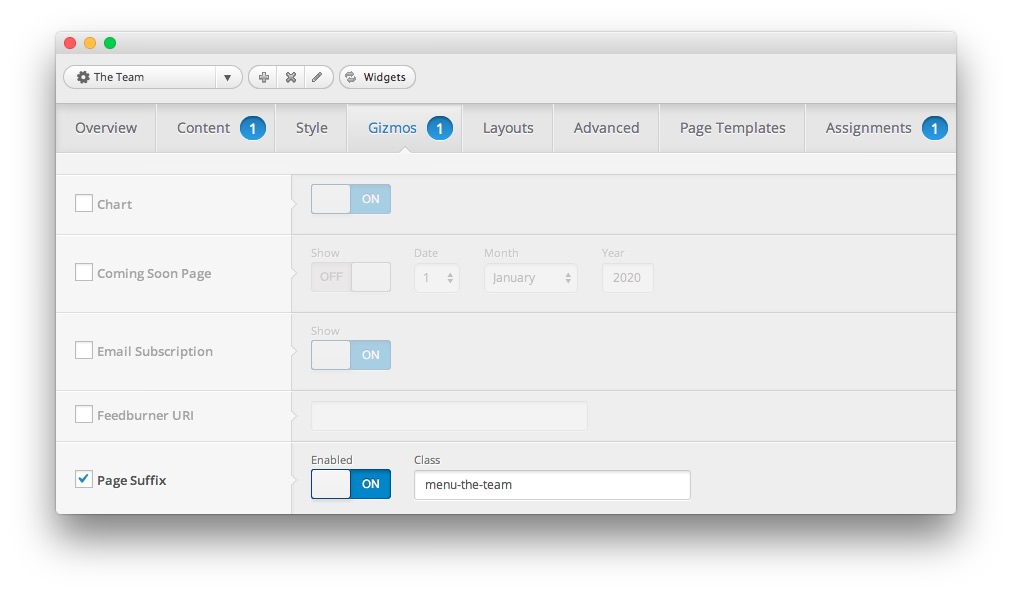 The Team Widgets
Overview Content 1 Style Gizmos 1 Layouts Advanced Page Templates Assignments 1
Chart ON
Show Date Month Year
Coming Soon Page OFF 1 January 2020
Show
Email Subscription ON
Feedburner URI
Enabled Class
Page Suffix ON menu-the-team